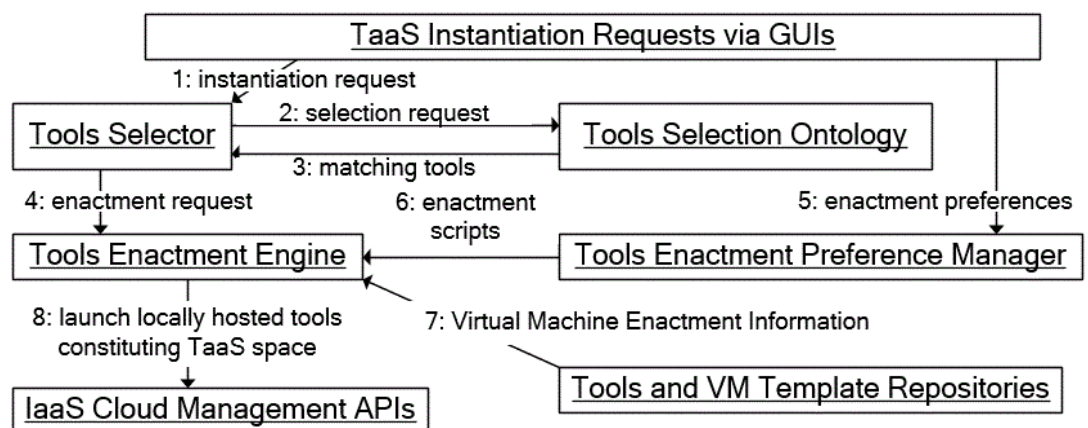 TaaS Instantiation Requests via GUIs
1: instantiation request
2: selection request
Tools Selector
Tools Selection Ontology
3: matching tools
4: enactment request
6: enactment
scripts
5: enactment preferences
Tools Enactment Engine
Tools Enactment Preference Manager
8: launch locally hosted tools
constituting TaaS space
7: Virtual Machine Enactment Information
Tools and VM Template Repositories
IaaS Cloud Management APIs